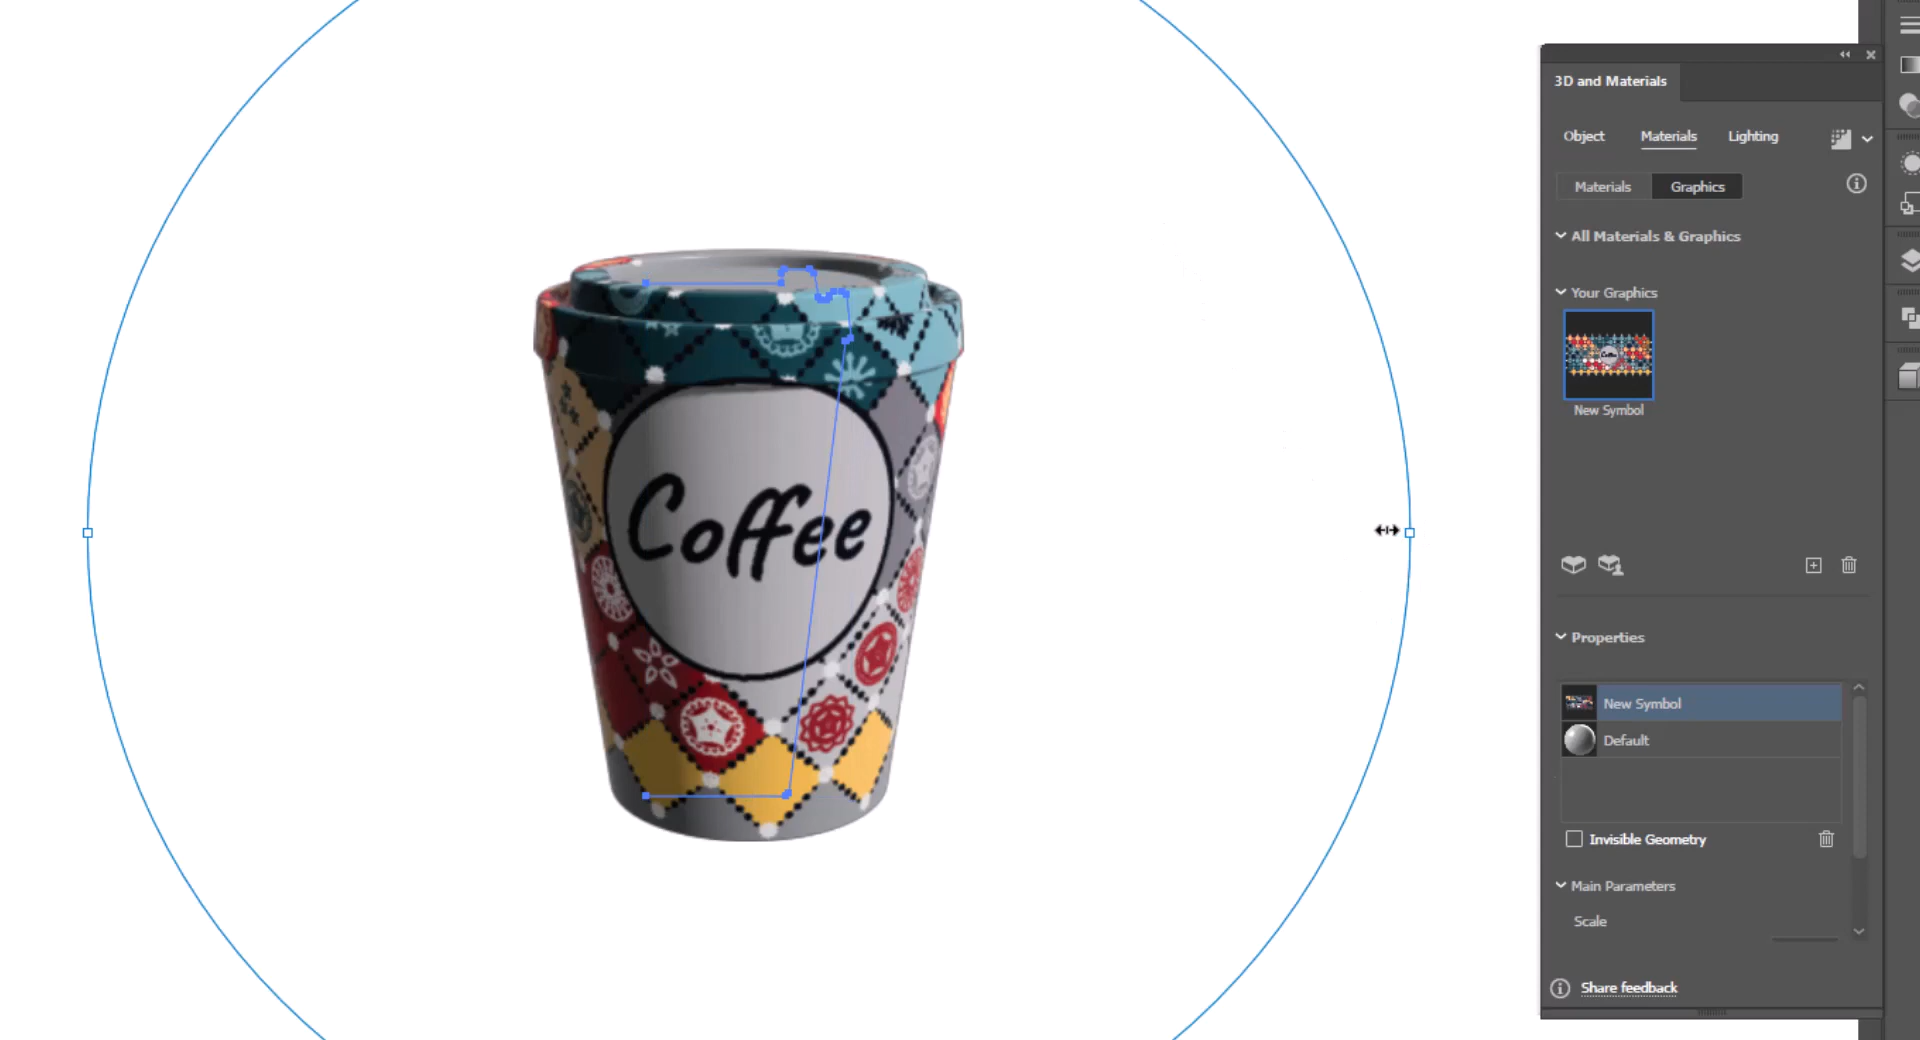 3D and Materials
Object Materials Lighting
Materials Graphics
All Materials & Graphics
Your Graphics
New Symbol
Coffee
Properties
New Symbol
Default
Invisible Geometry
Main Parameters
Scale
Share feedback